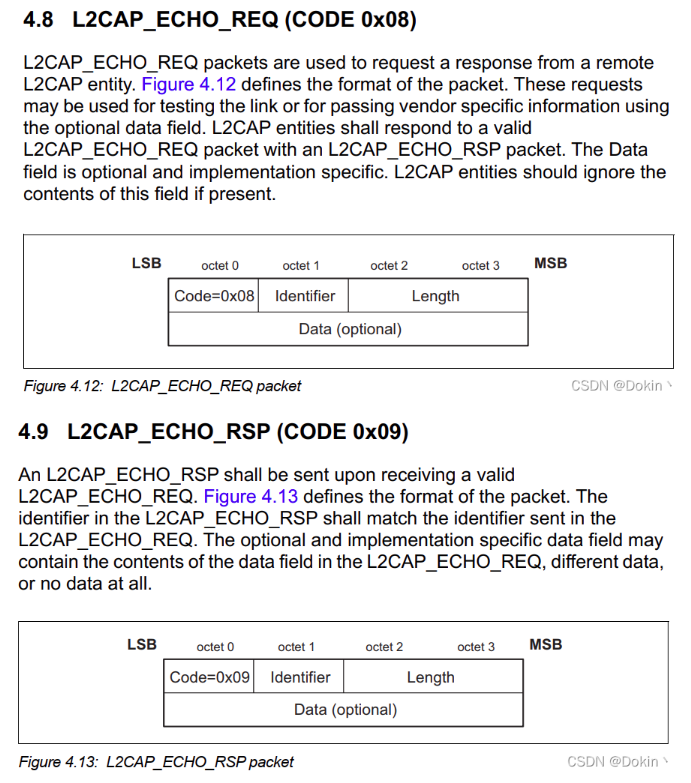 4.8 L2CAP_ECHO_REQ (CODE 0x08)
L2CAP_ECHO_REQ packets are used to request a response from a remote
L2CAP entity. Figure 4.12 defines the format of the packet. These requests
may be used for testing the link or for passing vendor specific information using
the optional data field. L2CAP entities shall respond to a valid
L2CAP_ECHO_REQ packet with an L2CAP_ECHO_RSP packet. The Data
field is optional and implementation specific. L2CAP entities should ignore the
contents of this field if present.
LSB octet 0 octet 1 octet 2 octet 3 MSB
Code=0x08 Identifier Length
Data (optional)
Figure 4.12: L2CAP_ECHO_REQ packet
CSDN @Dokin丶
4.9 L2CAP_ECHO_RSP (CODE 0x09)
An L2CAP_ECHO_RSP shall be sent upon receiving a valid
L2CAP_ECHO_REQ. Figure 4.13 defines the format of the packet. The
identifier in the L2CAP_ECHO_RSP shall match the identifier sent in the
L2CAP_ECHO_REQ. The optional and implementation specific data field may
contain the contents of the data field in the L2CAP_ECHO_REQ, different data,
or no data at all.
LSB octet 0 octet 1 octet 2 octet 3 MSB
Code=0x09 Identifier Length
Data (optional)
Figure 4.13: L2CAP_ECHO_RSP packet
CSDN @Dokin丶